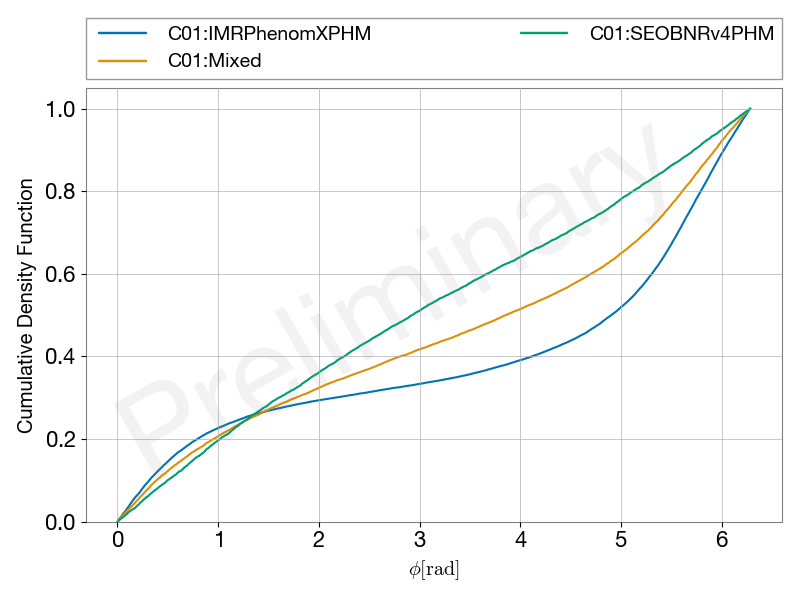 C01:IMRPhenomXPHM
C01:Mixed
C01:SEOBNRv4PHM
Preliminary
Cumulative Density Function
1.0
0.8
0.6
0.4
0.2
0.0
0 1 2 3 4 5 6
ϕ[rad]